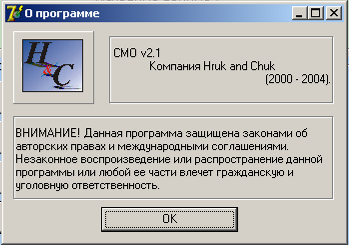 О программе
H&C
СМО v2.1
Компания Hruk and Chuk
(2000 - 2004).
ВНИМАНИЕ! Данная программа защищена законами об
авторских правах и международными соглашениями.
Незаконное воспроизведение или распространение данной
программы или любой ее части влечет гражданскую и
уголовную ответственность.
OK